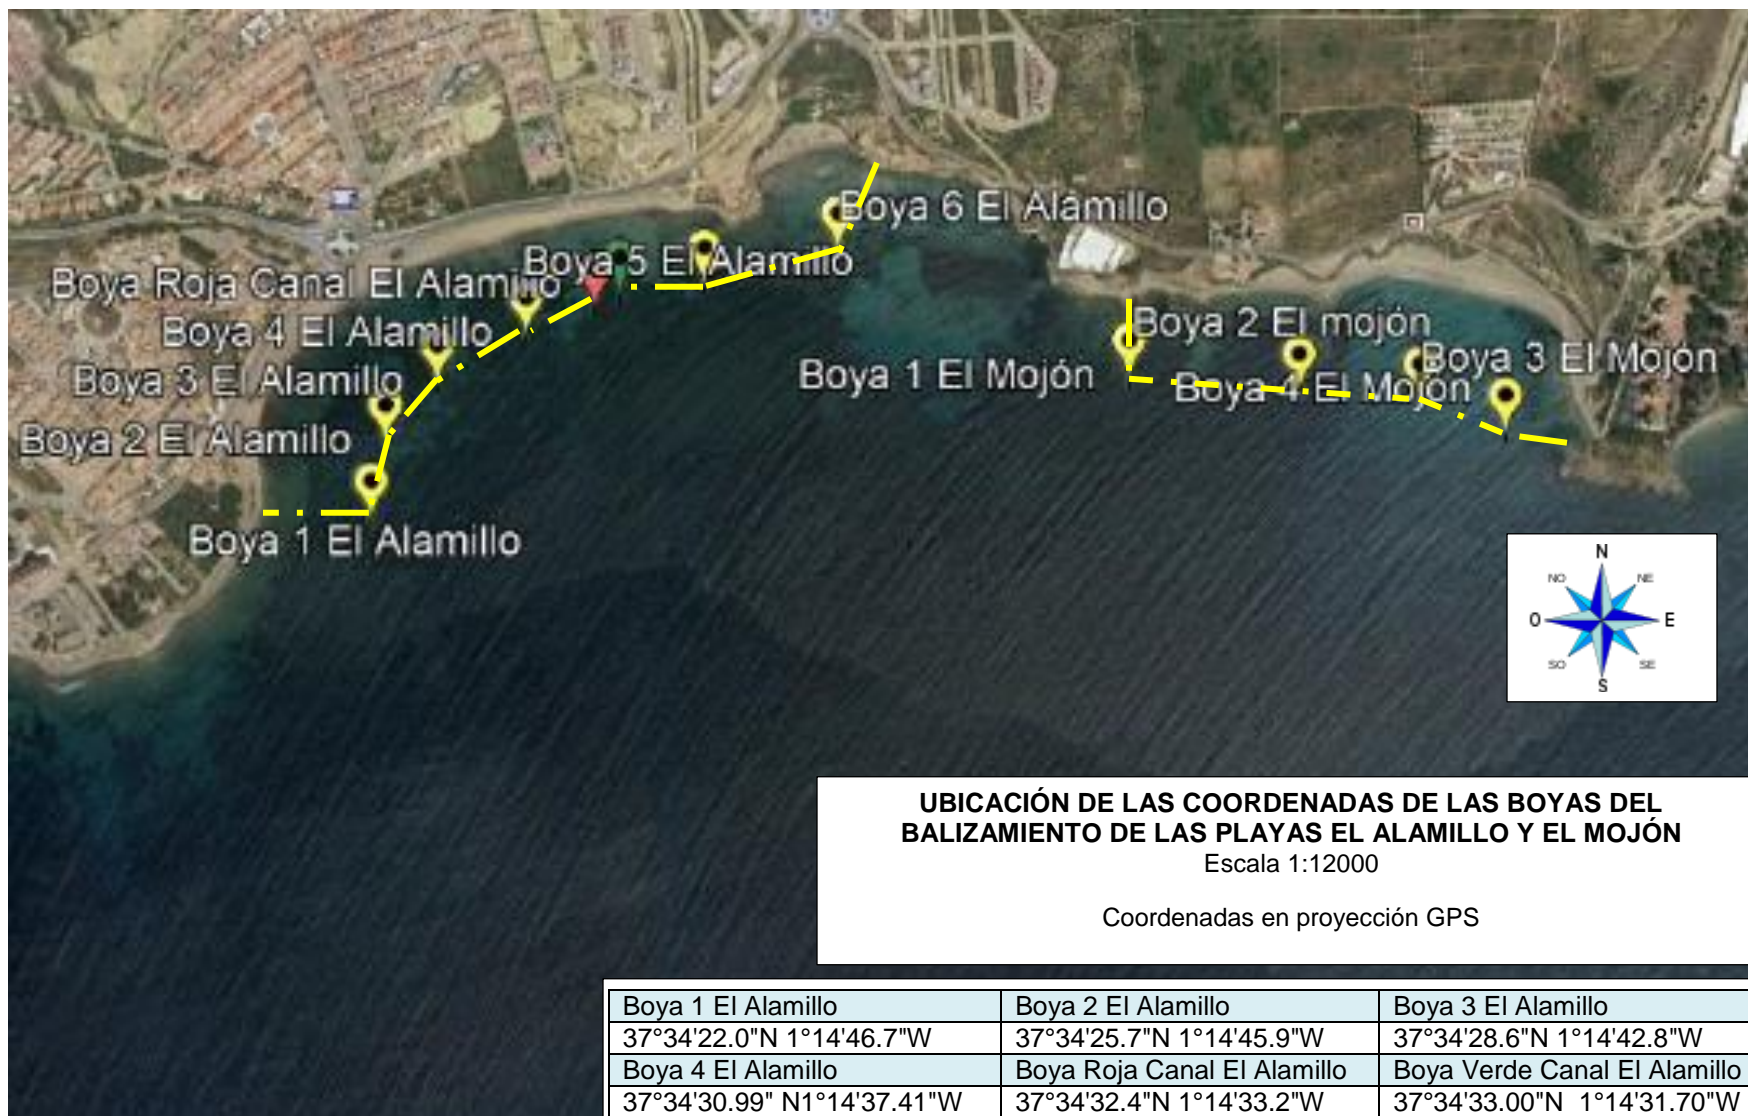 Boya 6 El Alamillo
Boya 5 El Alamillo
Boya Roja Canal El Alamillo
Boya 4 El Alamillo
Boya 3 El Alamillo
Boya 2 El Alamillo
Boya 1 El Alamillo
Boya 2 El mojón
Boya 3 El Mojón
Boya 1 El Mojón
Boya 4 El Mojón
N
NO NE
O E
SO SE
S
UBICACIÓN DE LAS COORDENADAS DE LAS BOYAS DEL
BALIZAMIENTO DE LAS PLAYAS EL ALAMILLO Y EL MOJÓN
Escala 1:12000
Coordenadas en proyección GPS
Boya 1 El Alamillo Boya 2 El Alamillo Boya 3 El Alamillo
37°34'22.0"N 1°14'46.7"W 37°34'25.7"N 1°14'45.9"W 37°34'28.6"N 1°14'42.8"W
Boya 4 El Alamillo Boya Roja Canal El Alamillo Boya Verde Canal El Alamillo
37°34'30.99" N1°14'37.41"W 37°34'32.4"N 1°14'33.2"W 37°34'33.00"N 1°14'31.70"W